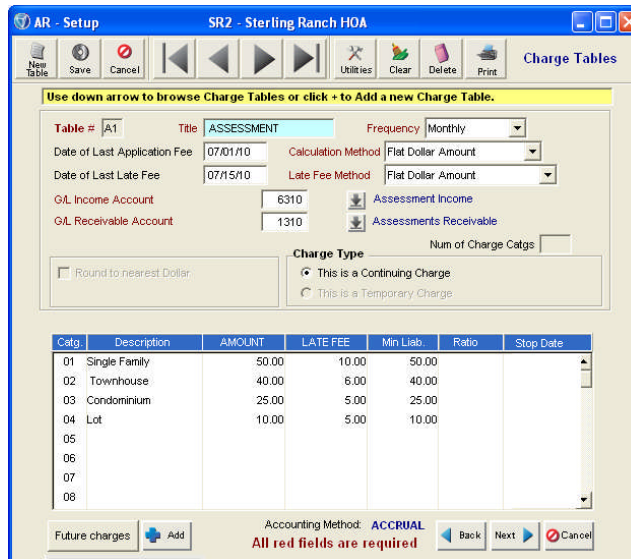 AR - Setup SR2 - Sterling Ranch HOA
New Table Save Cancel Utilities Clear Delete Print Charge Tables
Use down arrow to browse Charge Tables or click + to Add a new Charge Table.
Table # A1 Title ASSESSMENT Frequency Monthly
Date of Last Application Fee 07/01/10 Calculation Method Flat Dollar Amount
Date of Last Late Fee 07/15/10 Late Fee Method Flat Dollar Amount
G/L Income Account 6310 Assessment Income
G/L Receivable Account 1310 Assessments Receivable
Num of Charge Catgs
Charge Type
Round to nearest Dollar This is a Continuing Charge
This is a Temporary Charge
Catg. Description AMOUNT LATE FEE Min Liab. Ratio Stop Date
01 Single Family 50.00 10.00 50.00
02 Townhouse 40.00 6.00 40.00
03 Condominium 25.00 5.00 25.00
04 Lot 10.00 5.00 10.00
05
06
07
08
Future charges Add Accounting Method: ACCRUAL Back Next Cancel
All red fields are required